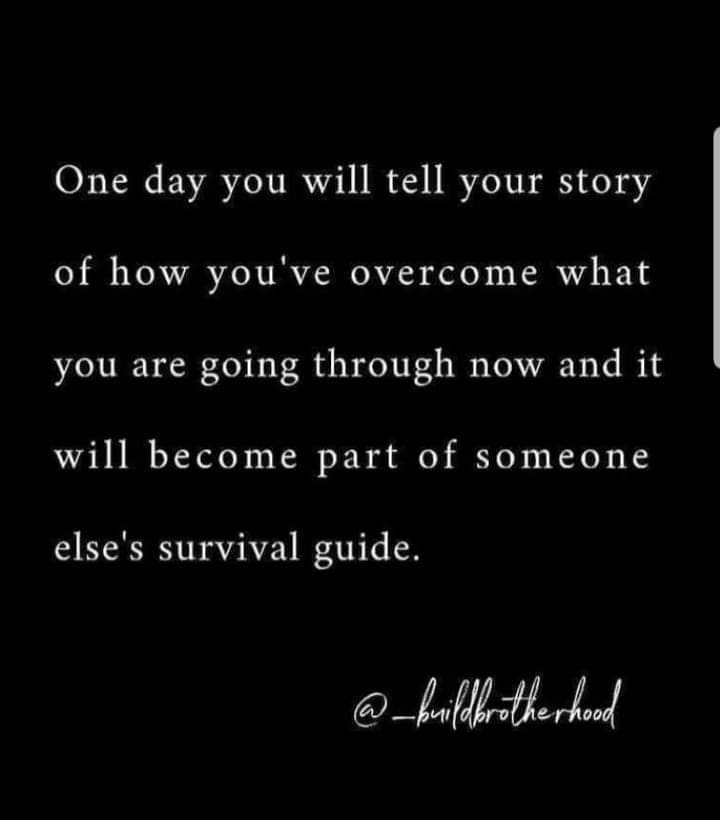 One day you will tell your story
of how you've overcome what
you are going through now and it
will become part of someone
else's survival guide.
@_buildbrotherhood